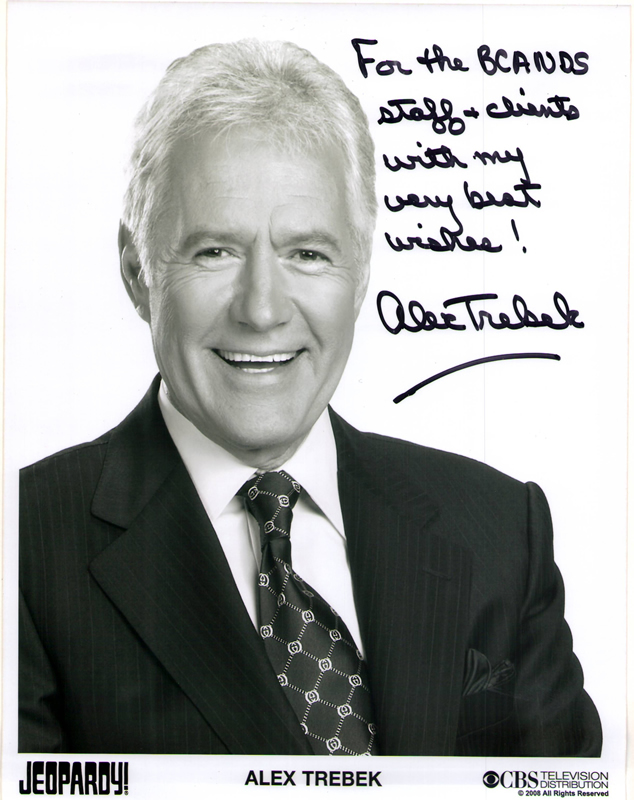 For the BCANDS
staff + clients
with my
very best
wishes!
Alex Trebek
JEOPARDY!
ALEX TREBEK
CBS TELEVISION
DISTRIBUTION
© 2008 All Rights Reserved